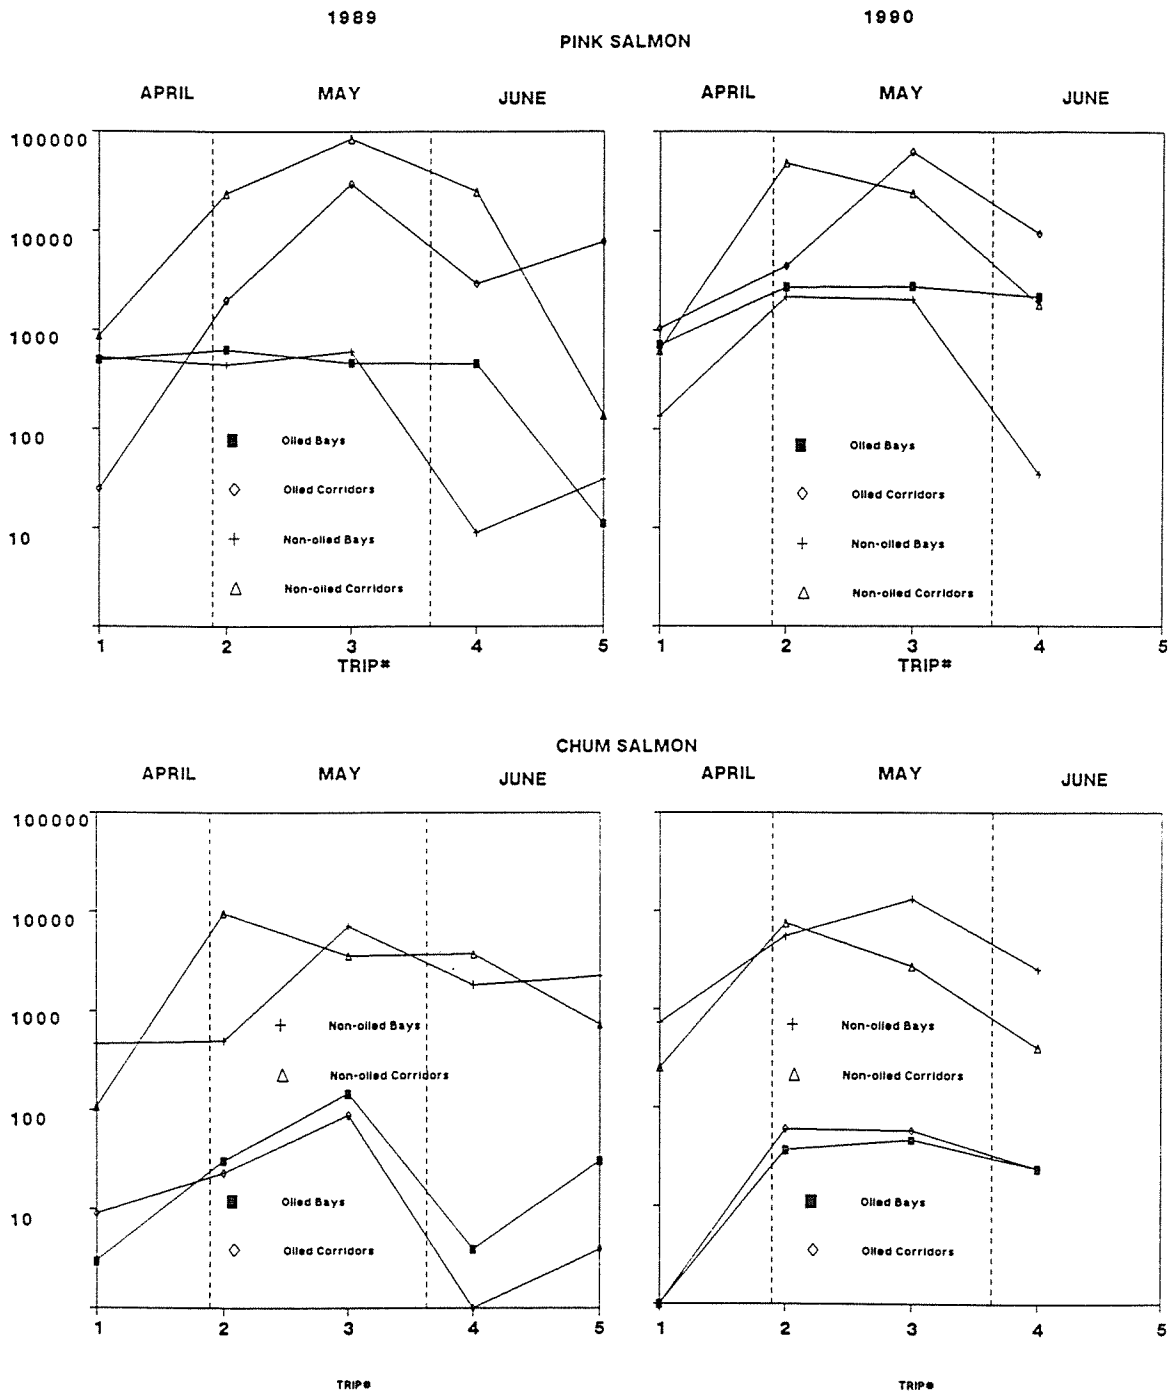 1989 1990
PINK SALMON
APRIL MAY JUNE APRIL MAY JUNE
100000
10000
1000
100
10
Oiled Bays
Oiled Corridors
Non-oiled Bays
Non-oiled Corridors
1 2 3 4 5
TRIP#
Oiled Bays
Oiled Corridors
Non-oiled Bays
Non-oiled Corridors
1 2 3 4 5
TRIP#
CHUM SALMON
APRIL MAY JUNE APRIL MAY JUNE
100000
10000
1000
100
10
Non-oiled Bays
Non-oiled Corridors
Oiled Bays
Oiled Corridors
1 2 3 4 5
TRIP#
Non-oiled Bays
Non-oiled Corridors
Oiled Bays
Oiled Corridors
1 2 3 4 5
TRIP#